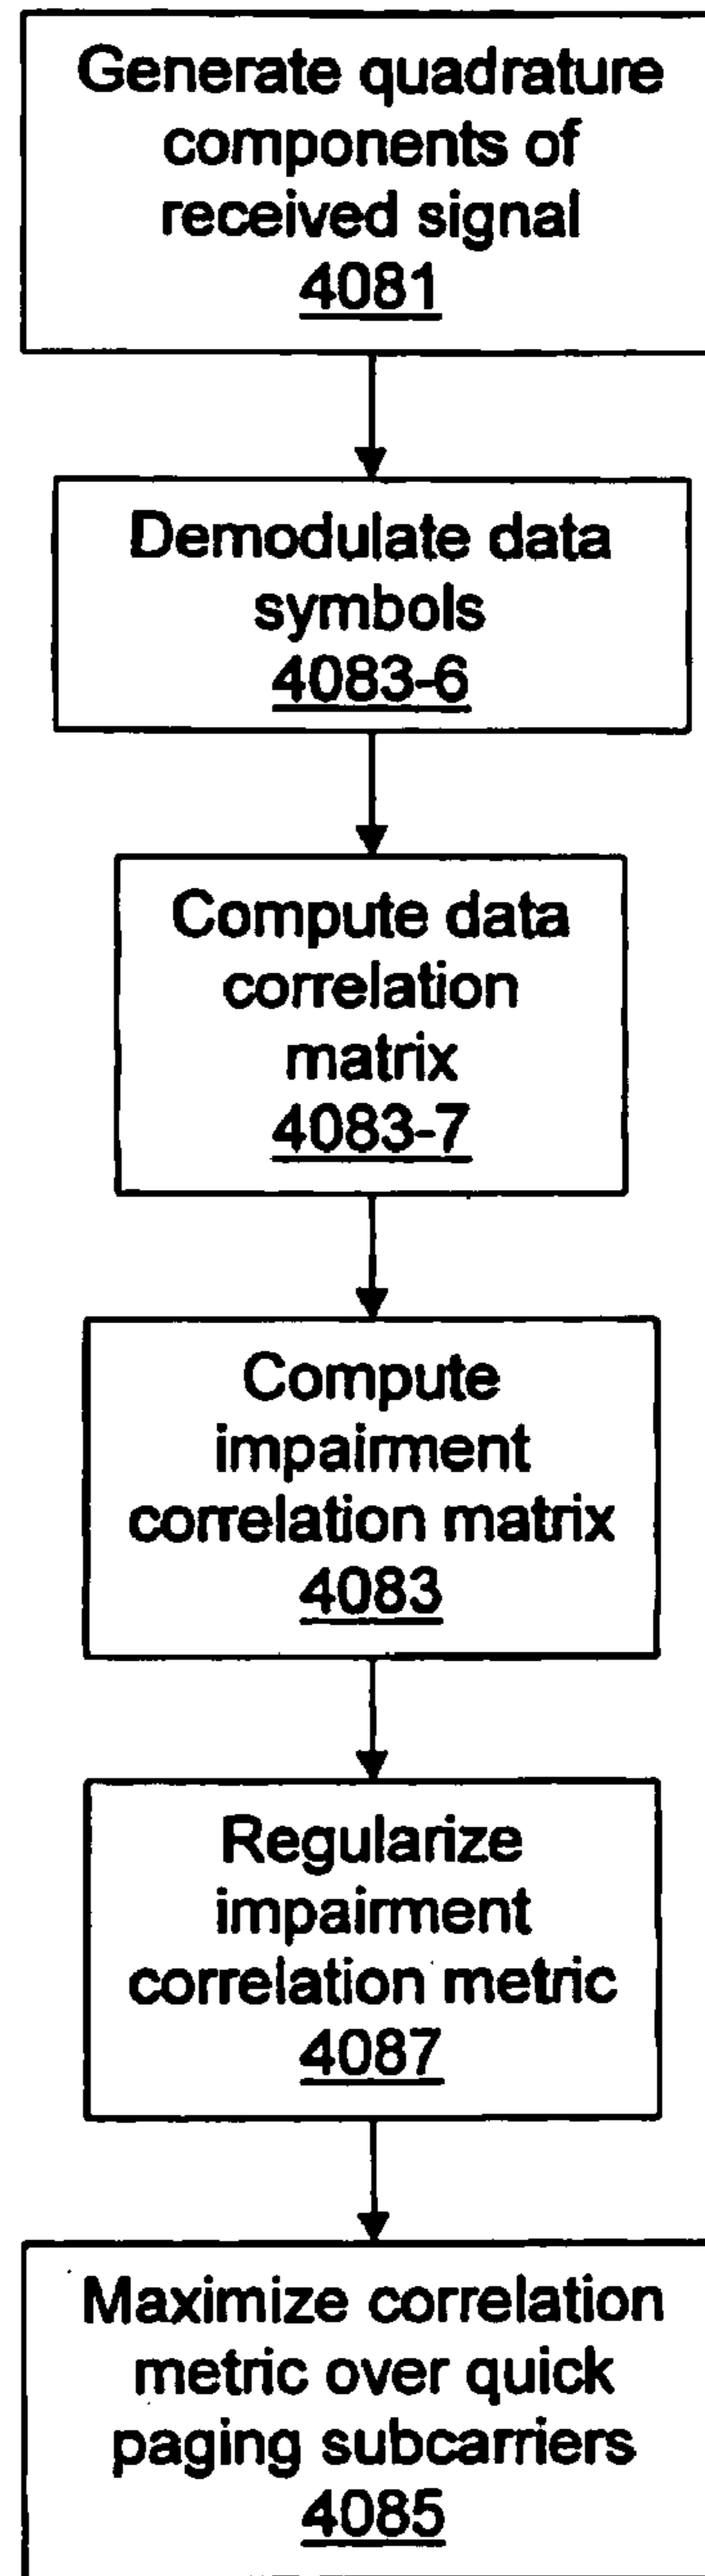 Generate quadrature
components of
received signal
4081
Demodulate data
symbols
4083-6
Compute data
correlation
matrix
4083-7
Compute
impairment
correlation matrix
4083
Regularize
impairment
correlation metric
4087
Maximize correlation
metric over quick
paging subcarriers
4085